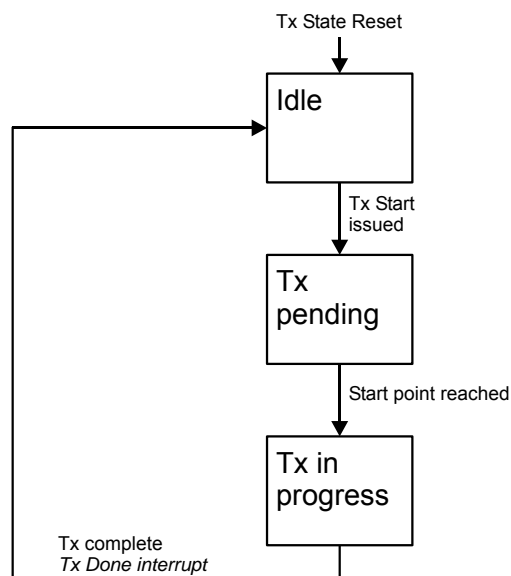 Tx State Reset
Idle
Tx Start
issued
Tx
pending
Start point reached
Tx in
progress
Tx complete
Tx Done interrupt